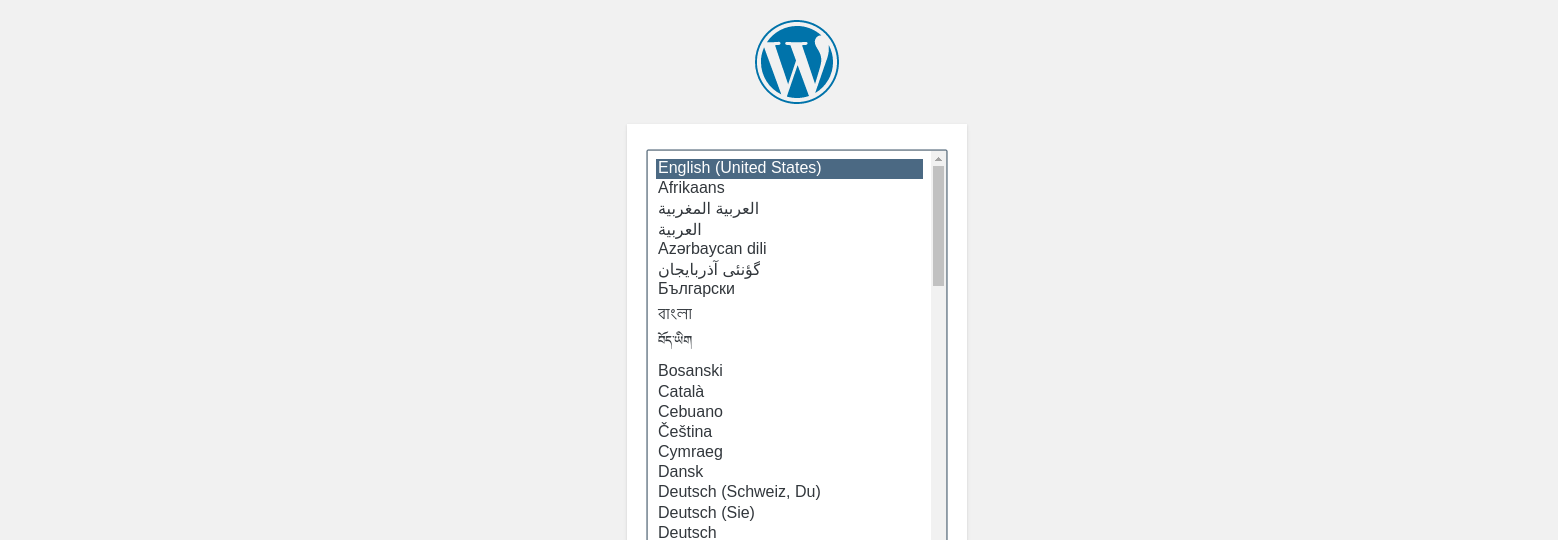 English (United States)
Afrikaans
العربية المغربية
العربية
Azərbaycan dili
گؤنئی آذربایجان
Български
বাংলা
བོད་ཡིག
Bosanski
Català
Cebuano
Čeština
Cymraeg
Dansk
Deutsch (Schweiz, Du)
Deutsch (Sie)
Deutsch